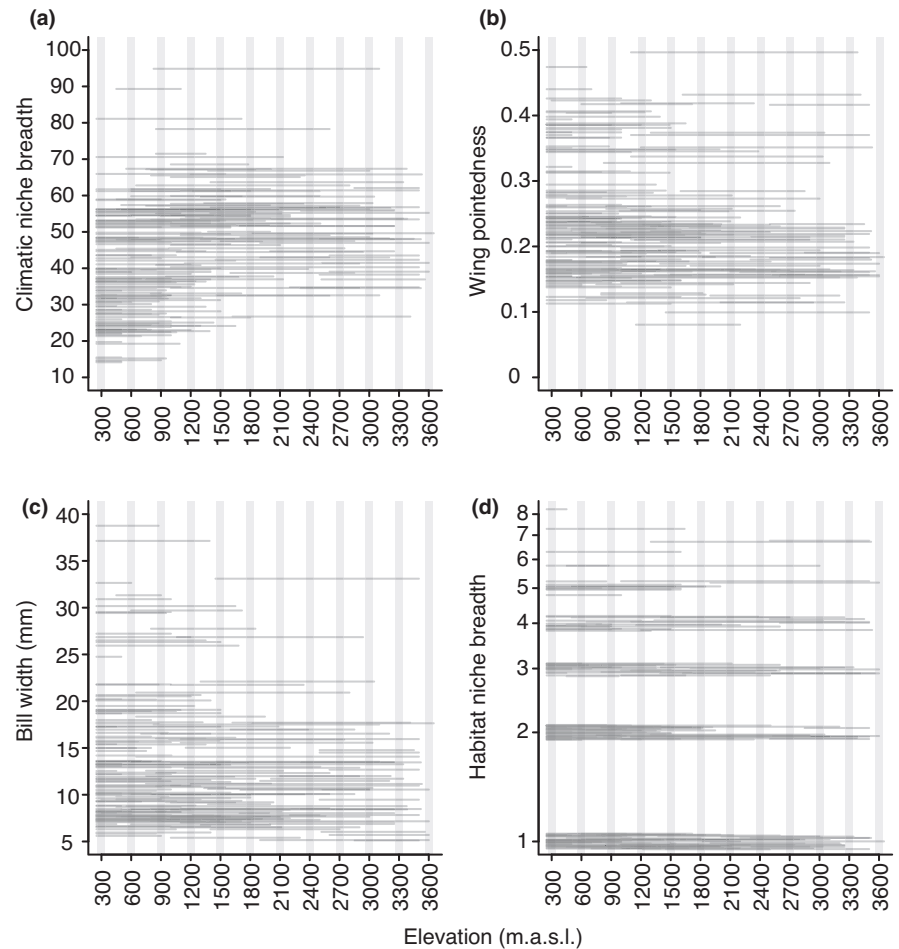 (a)
Climatic niche breadth
100
90
80
70
60
50
40
30
20
10
300 600 900 1200 1500 1800 2100 2400 2700 3000 3300 3600
(b)
Wing pointedness
0.5
0.4
0.3
0.2
0.1
0
300 600 900 1200 1500 1800 2100 2400 2700 3000 3300 3600
(c)
Bill width (mm)
40
35
30
25
20
15
10
5
300 600 900 1200 1500 1800 2100 2400 2700 3000 3300 3600
(d)
Habitat niche breadth
8
7
6
5
4
3
2
1
300 600 900 1200 1500 1800 2100 2400 2700 3000 3300 3600
Elevation (m.a.s.l.)